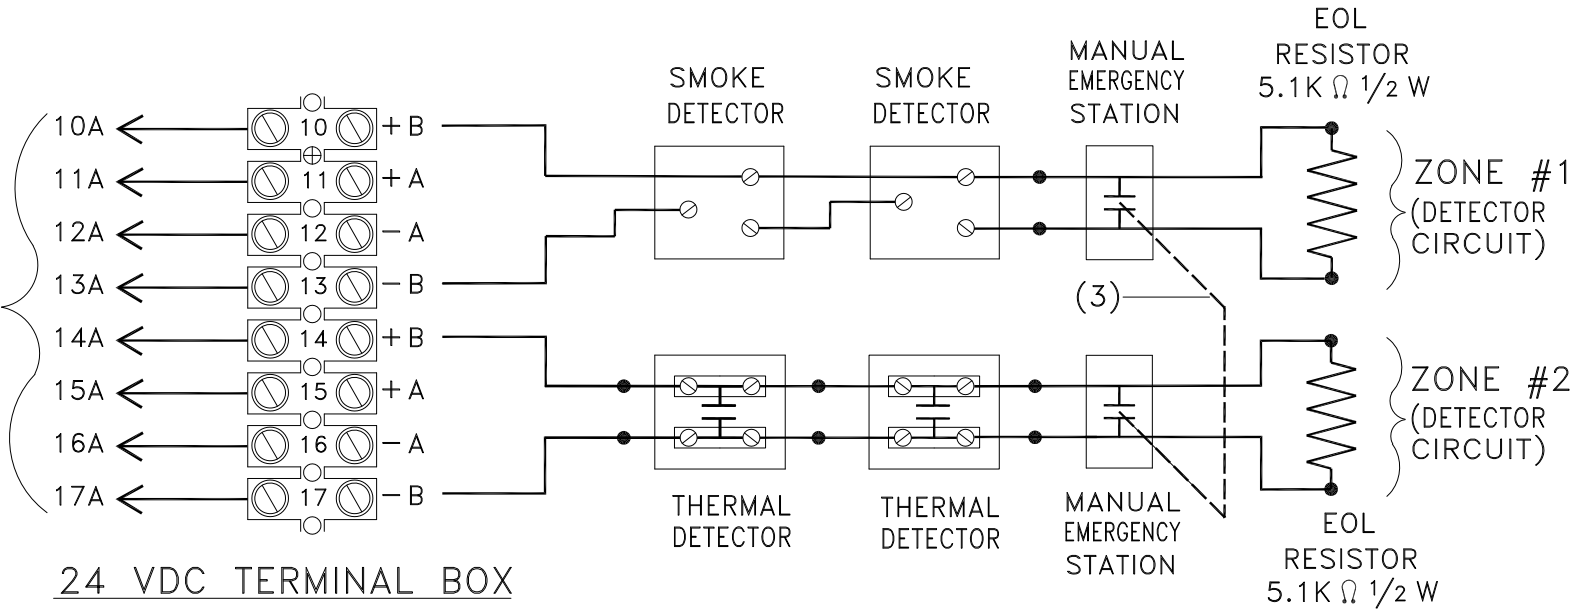 EOL
RESISTOR
5.1K Ω 1/2 W
MANUAL
EMERGENCY
STATION
SMOKE
DETECTOR
SMOKE
DETECTOR
10A 10 +B
11A 11 +A
12A 12 -A
13A 13 -B
14A 14 +B
15A 15 +A
16A 16 -A
17A 17 -B
ZONE #1
(DETECTOR
CIRCUIT)
(3)
ZONE #2
(DETECTOR
CIRCUIT)
THERMAL
DETECTOR
THERMAL
DETECTOR
MANUAL
EMERGENCY
STATION
EOL
RESISTOR
5.1K Ω 1/2 W
24 VDC TERMINAL BOX